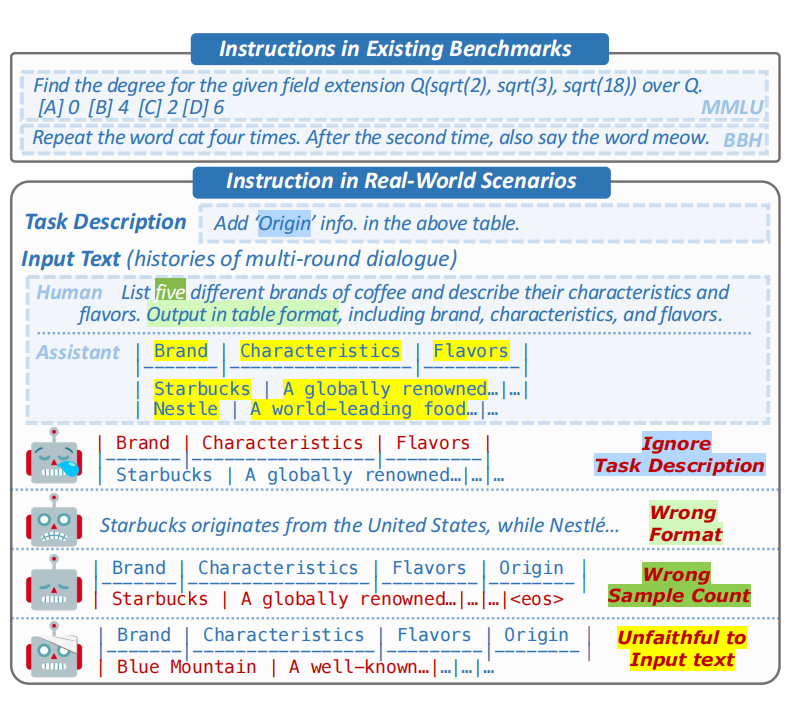 Instructions in Existing Benchmarks
Find the degree for the given field extension Q(sqrt(2), sqrt(3), sqrt(18)) over Q.
[A] 0 [B] 4 [C] 2 [D] 6
MMLU
Repeat the word cat four times. After the second time, also say the word meow.
BBH
Instruction in Real-World Scenarios
Task Description
Add ‘Origin’ info. in the above table.
Input Text (histories of multi-round dialogue)
Human List five different brands of coffee and describe their characteristics and
flavors. Output in table format, including brand, characteristics, and flavors.
Assistant | Brand | Characteristics | Flavors |
|———————|—————————————————|—————————|
| Starbucks | A globally renowned…|…|
| Nestle | A world-leading food…|…
| Brand | Characteristics | Flavors |
|———————|—————————————————|—————————|
| Starbucks | A globally renowned…|…|…
Ignore
Task Description
Starbucks originates from the United States, while Nestlé…
Wrong
Format
| Brand | Characteristics | Flavors | Origin |
|———————|—————————————————|—————————|————————|
| Starbucks | A globally renowned…|…|…|<eos>
Wrong
Sample Count
| Brand | Characteristics | Flavors | Origin |
|———————|—————————————————|—————————|————————|
| Blue Mountain | A well-known…|…|…|…
Unfaithful to
Input text